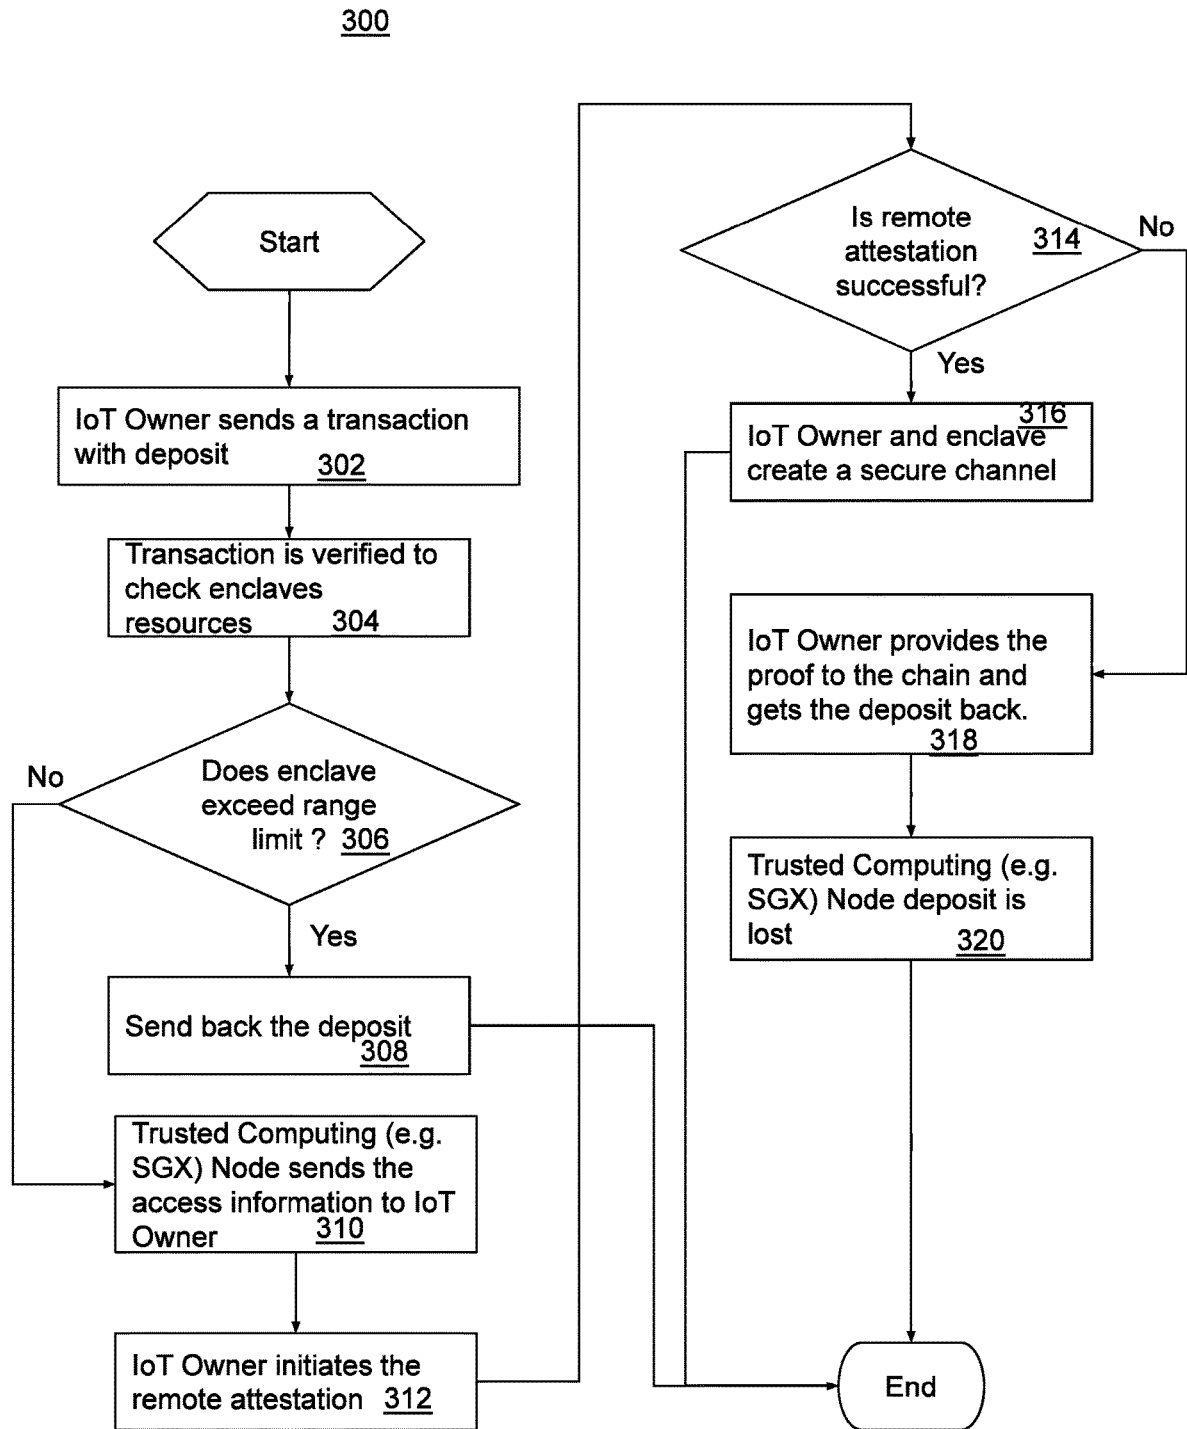 300
Start
IoT Owner sends a transaction
with deposit 302
Transaction is verified to
check enclaves
resources 304
Does enclave
exceed range
limit ? 306
No
Yes
Send back the deposit
308
Trusted Computing (e.g.
SGX) Node sends the
access information to IoT
Owner 310
IoT Owner initiates the
remote attestation 312
Is remote
attestation
successful?
314
No
Yes
316
IoT Owner and enclave
create a secure channel
IoT Owner provides the
proof to the chain and
gets the deposit back.
318
Trusted Computing (e.g.
SGX) Node deposit is
lost 320
End